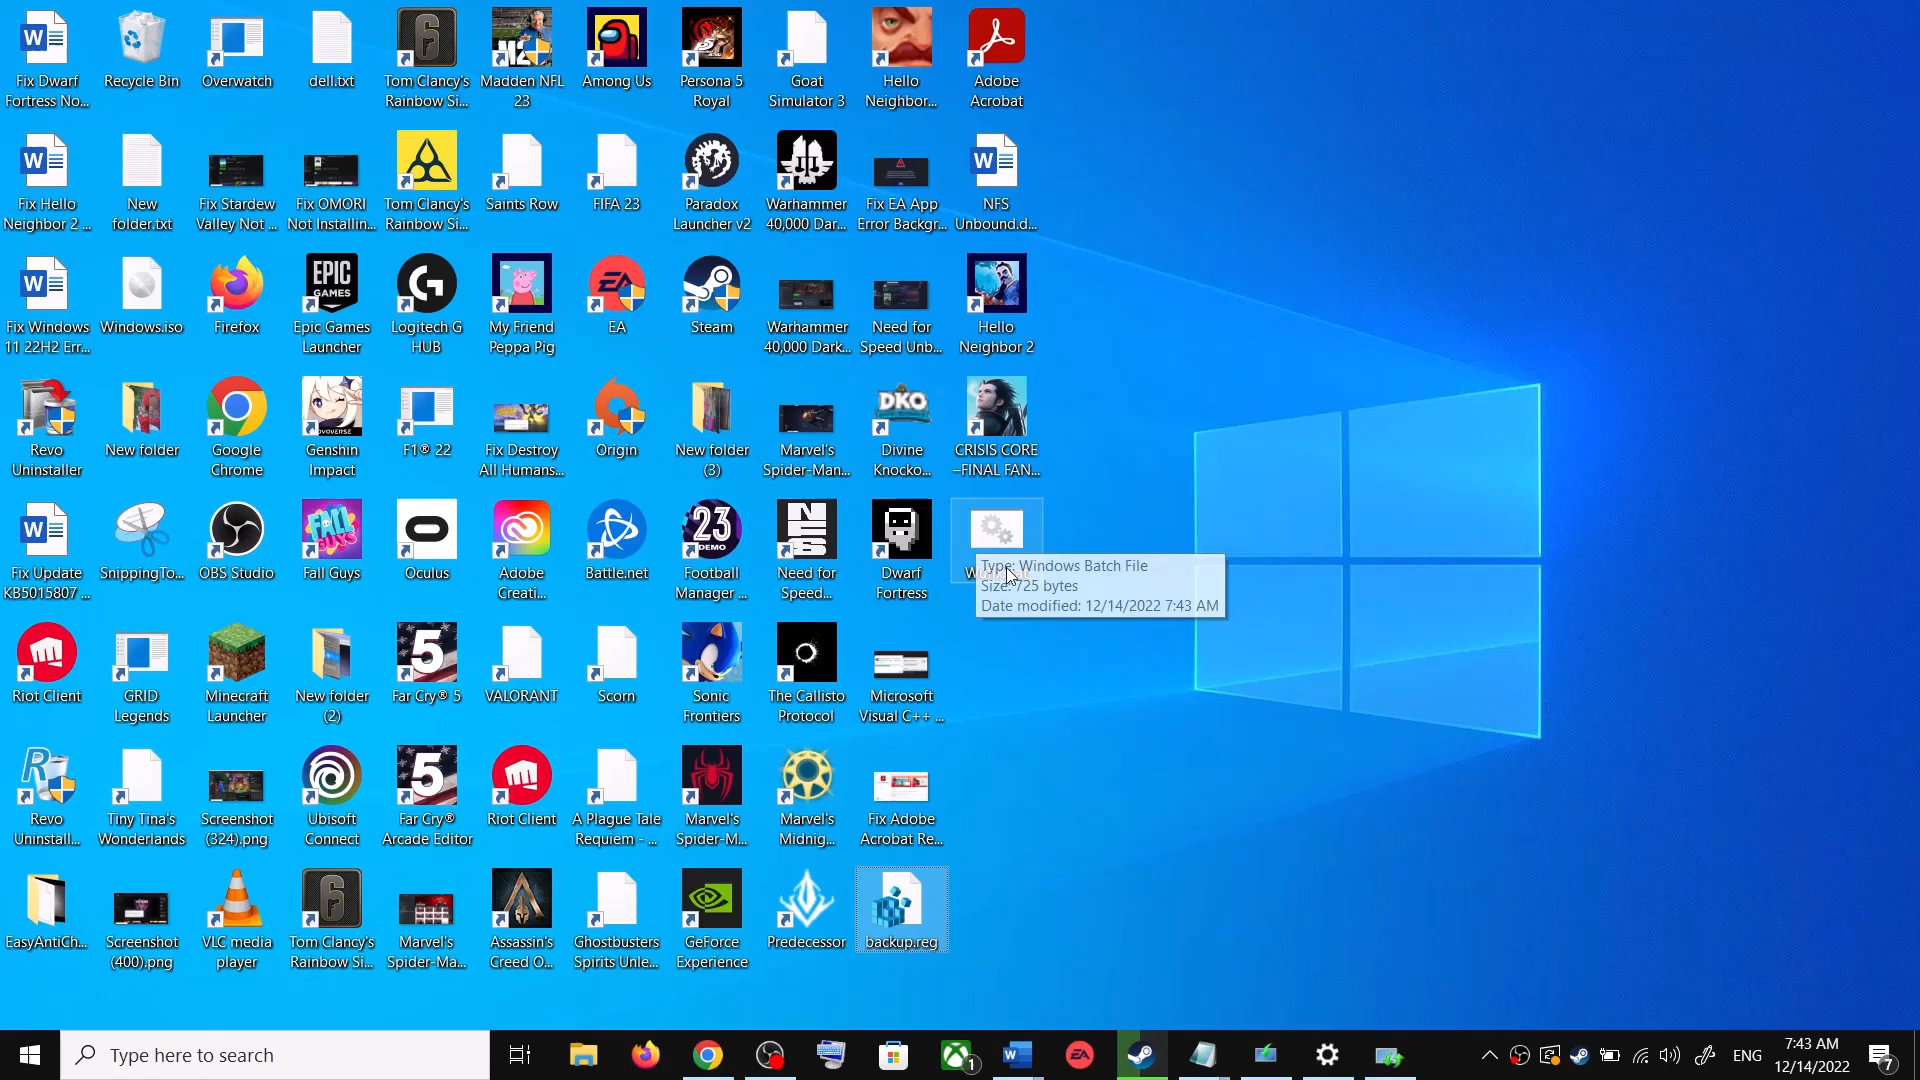 Fix Dwarf
Fortress No...
Recycle Bin
Overwatch
dell.txt
Tom Clancy's
Rainbow Si...
Madden NFL
23
Among Us
Persona 5
Royal
Goat
Simulator 3
Hello
Neighbor...
Adobe
Acrobat
Fix Hello
Neighbor 2 ...
New
folder.txt
Fix Stardew
Valley Not ...
Fix OMORI
Not Installin...
Tom Clancy's
Rainbow Si...
Saints Row
FIFA 23
Paradox
Launcher v2
Warhammer
40,000 Dar...
Fix EA App
Error Backgr...
NFS
Unbound.d...
EPIC
GAMES
Fix Windows
11 22H2 Err...
Windows.iso
Firefox
Epic Games
Launcher
Logitech G
HUB
My Friend
Peppa Pig
EA
Steam
Warhammer
40,000 Dark...
Need for
Speed Unb...
Hello
Neighbor 2
DKO
Revo
Uninstaller
New folder
Google
Chrome
Genshin
Impact
F1® 22
Fix Destroy
All Humans...
Origin
New folder
(3)
Marvel's
Spider-Man...
Divine
Knocko...
CRISIS CORE
–FINAL FAN...
FALL
GUYS
23
DEMO
Fix Update
KB5015807 ...
SnippingTo...
OBS Studio
Fall Guys
Oculus
Adobe
Creati...
Battle.net
Football
Manager ...
Need for
Speed...
Dwarf
Fortress
Type: Windows Batch File
Size: 725 bytes
Date modified: 12/14/2022 7:43 AM
Riot Client
GRID
Legends
Minecraft
Launcher
New folder
(2)
Far Cry® 5
VALORANT
Scorn
Sonic
Frontiers
The Callisto
Protocol
Microsoft
Visual C++ ...
Revo
Uninstall...
Tiny Tina's
Wonderlands
Screenshot
(324).png
Ubisoft
Connect
Far Cry®
Arcade Editor
Riot Client
A Plague Tale
Requiem - ...
Marvel's
Spider-M...
Marvel's
Midnig...
Fix Adobe
Acrobat Re...
EasyAntiCh...
Screenshot
(400).png
VLC media
player
Tom Clancy's
Rainbow Si...
Marvel's
Spider-Ma...
Assassin's
Creed O...
Ghostbusters
Spirits Unle...
GeForce
Experience
Predecessor
backup.reg
Type here to search
1
ENG
7:43 AM
12/14/2022
7